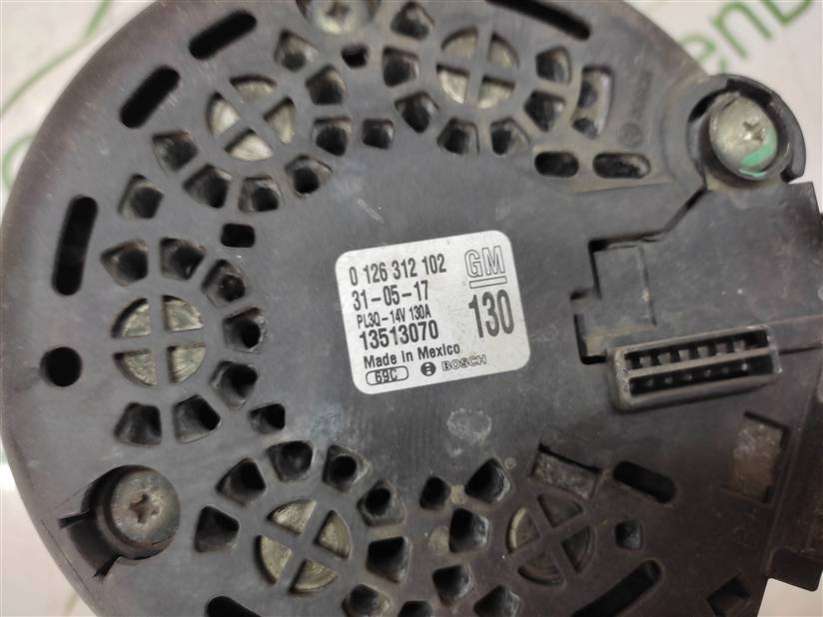 0 126 312 102
31-05-17
PL30-14V 130A
13513070
Made in Mexico
69C BOSCH
GM
130